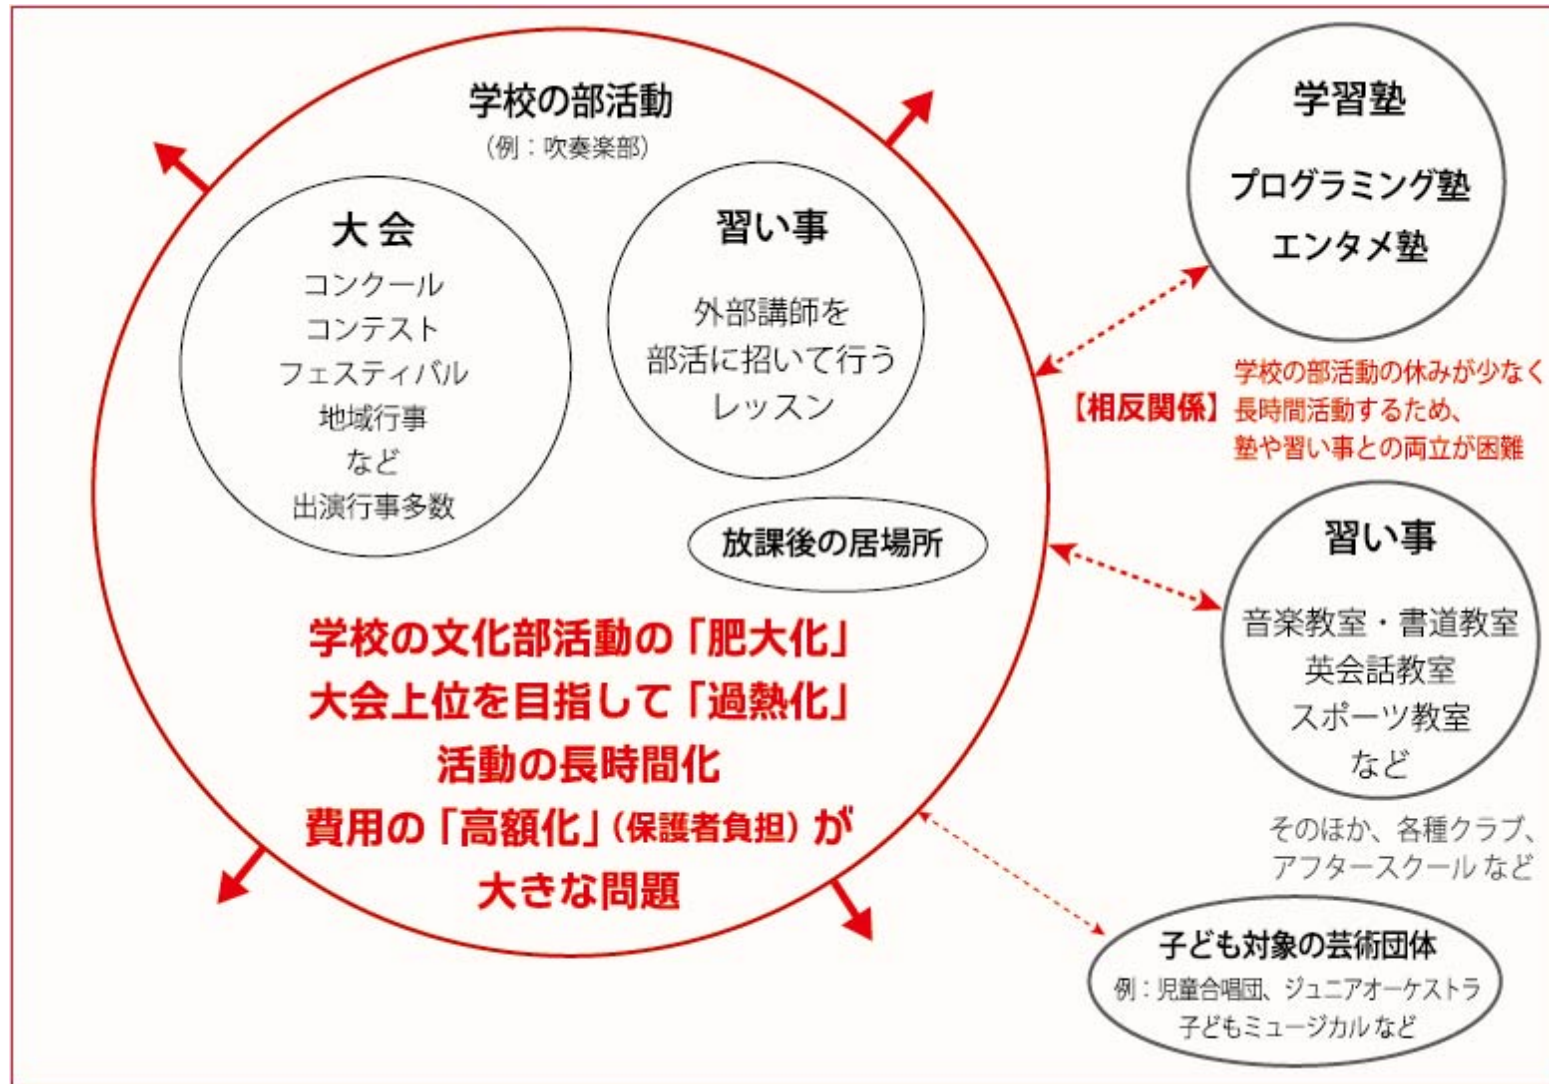 学校の部活動
（例：吹奏楽部）
大 会
コンクール
コンテスト
フェスティバル
地域行事
など
出演行事多数
習い事
外部講師を
部活に招いて行う
レッスン
放課後の居場所
学校の文化部活動の「肥大化」
大会上位を目指して「過熱化」
活動の長時間化
費用の「高額化」（保護者負担）が
大きな問題
学習塾
プログラミング塾
エンタメ塾
【相反関係】
学校の部活動の休みが少なく
長時間活動するため、
塾や習い事との両立が困難
習い事
音楽教室・書道教室
英会話教室
スポーツ教室
など
そのほか、各種クラブ、
アフタースクール など
子ども対象の芸術団体
例：児童合唱団、ジュニアオーケストラ
子どもミュージカル など